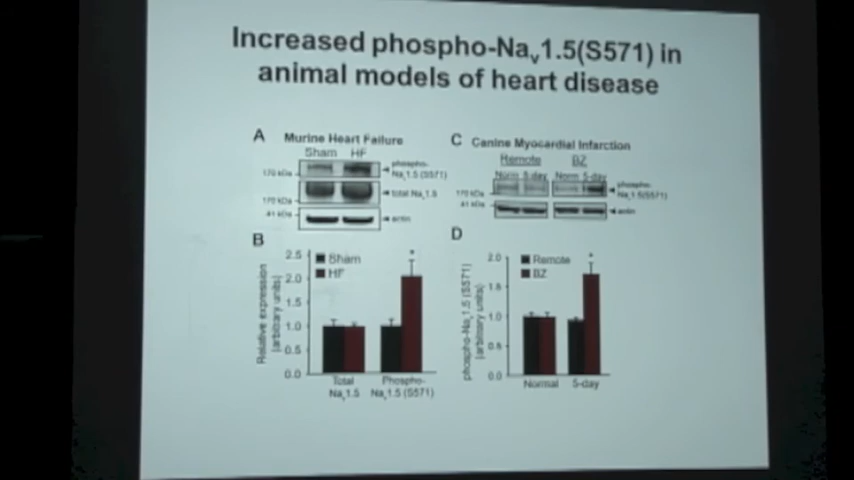 Increased phospho-Nav1.5(S571) in
animal models of heart disease
A Murine Heart Failure
Sham HF
170 kDa
phospho-
Nav1.5 (S571)
total Nav1.5
170 kDa
41 kDa
actin
C Canine Myocardial Infarction
Remote BZ
Norm 5-day Norm 5-day
170 kDa
phospho-
Nav1.5(S571)
41 kDa
actin
B
Relative expression
(arbitrary units)
2.5
2.0
1.5
1.0
0.5
0.0
Sham
HF
*
Total
Nav1.5
Phospho-
Nav1.5 (S571)
D
phospho-Nav1.5 (S571)
(arbitrary units)
2.0
1.5
1.0
0.5
0.0
Remote
BZ
*
Normal 5-day